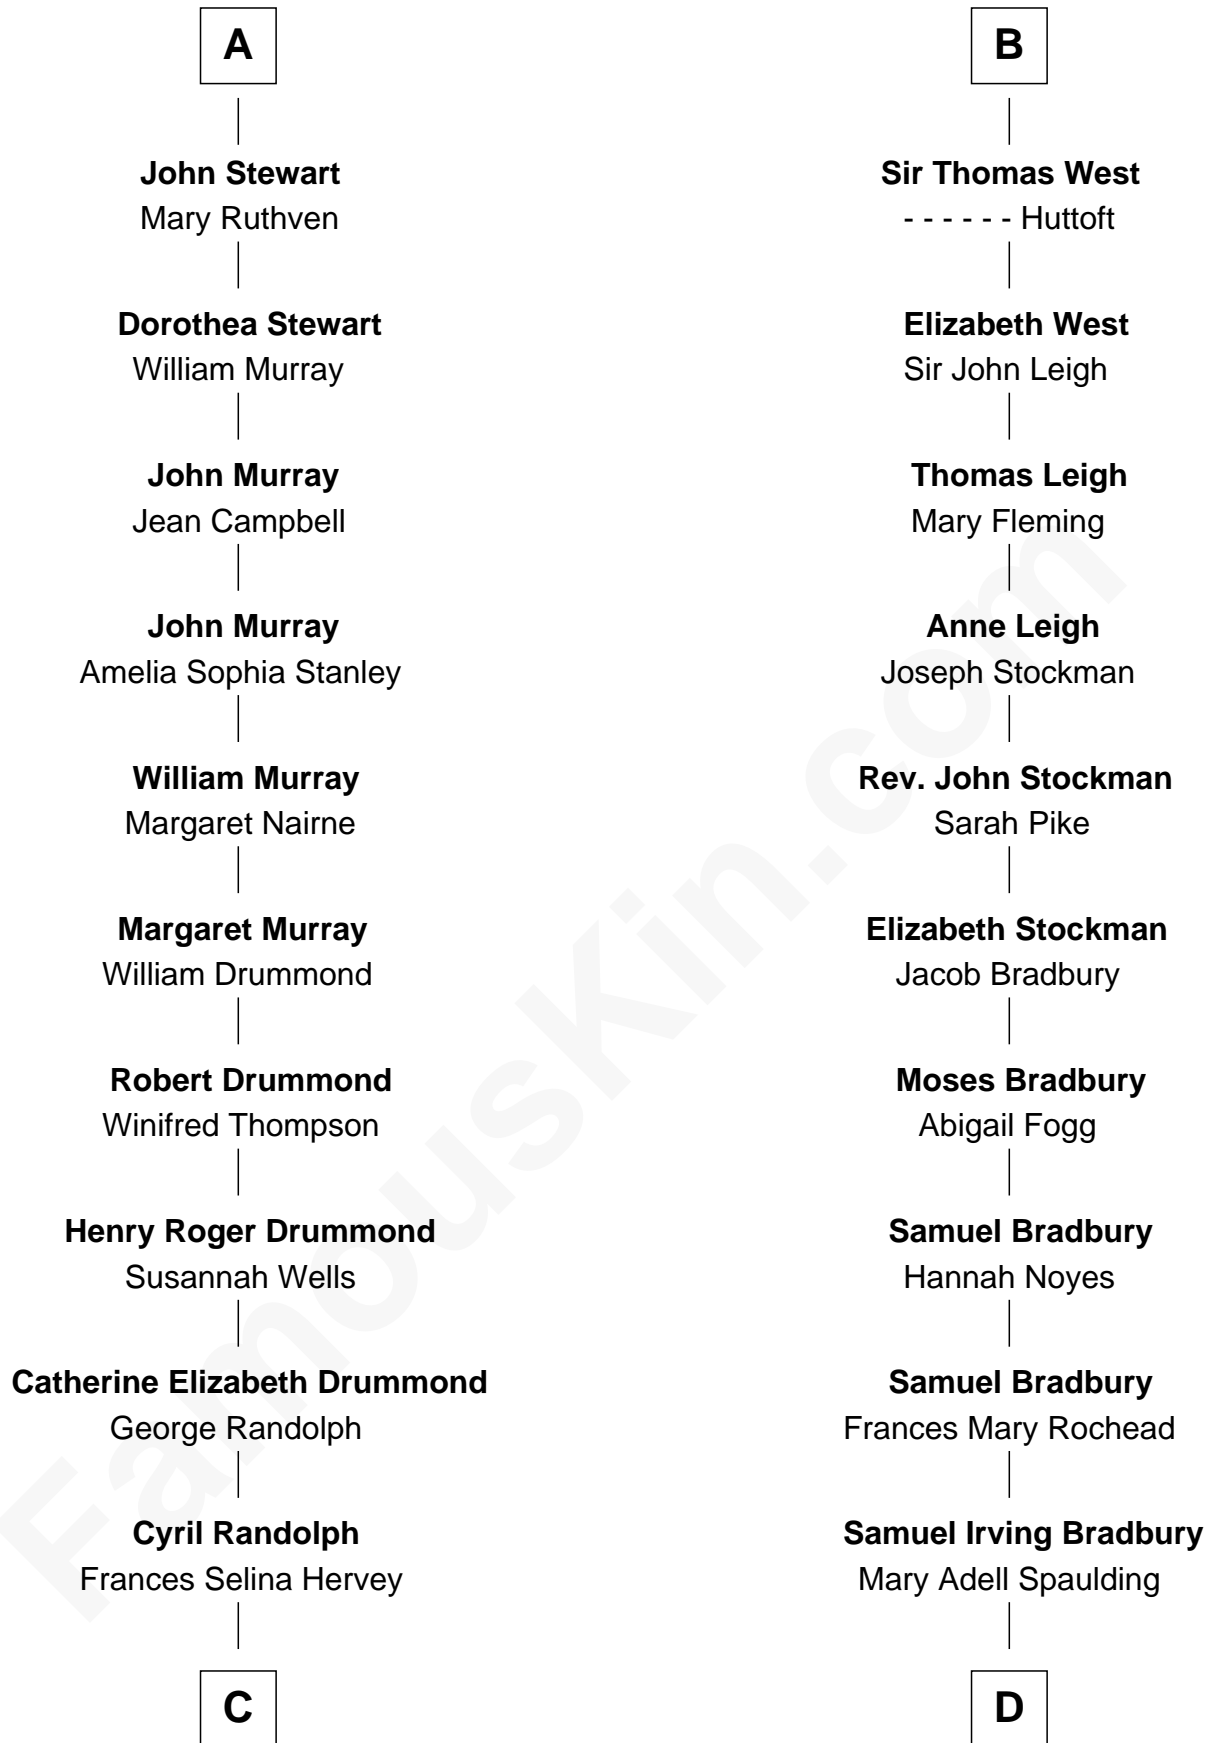 A
John Stewart
Mary Ruthven
Dorothea Stewart
William Murray
John Murray
Jean Campbell
John Murray
Amelia Sophia Stanley
William Murray
Margaret Nairne
Margaret Murray
William Drummond
Robert Drummond
Winifred Thompson
Henry Roger Drummond
Susannah Wells
Catherine Elizabeth Drummond
George Randolph
Cyril Randolph
Frances Selina Hervey
C
B
Sir Thomas West
- - - - - - Huttoft
Elizabeth West
Sir John Leigh
Thomas Leigh
Mary Fleming
Anne Leigh
Joseph Stockman
Rev. John Stockman
Sarah Pike
Elizabeth Stockman
Jacob Bradbury
Moses Bradbury
Abigail Fogg
Samuel Bradbury
Hannah Noyes
Samuel Bradbury
Frances Mary Rochead
Samuel Irving Bradbury
Mary Adell Spaulding
D
FamousKin.com